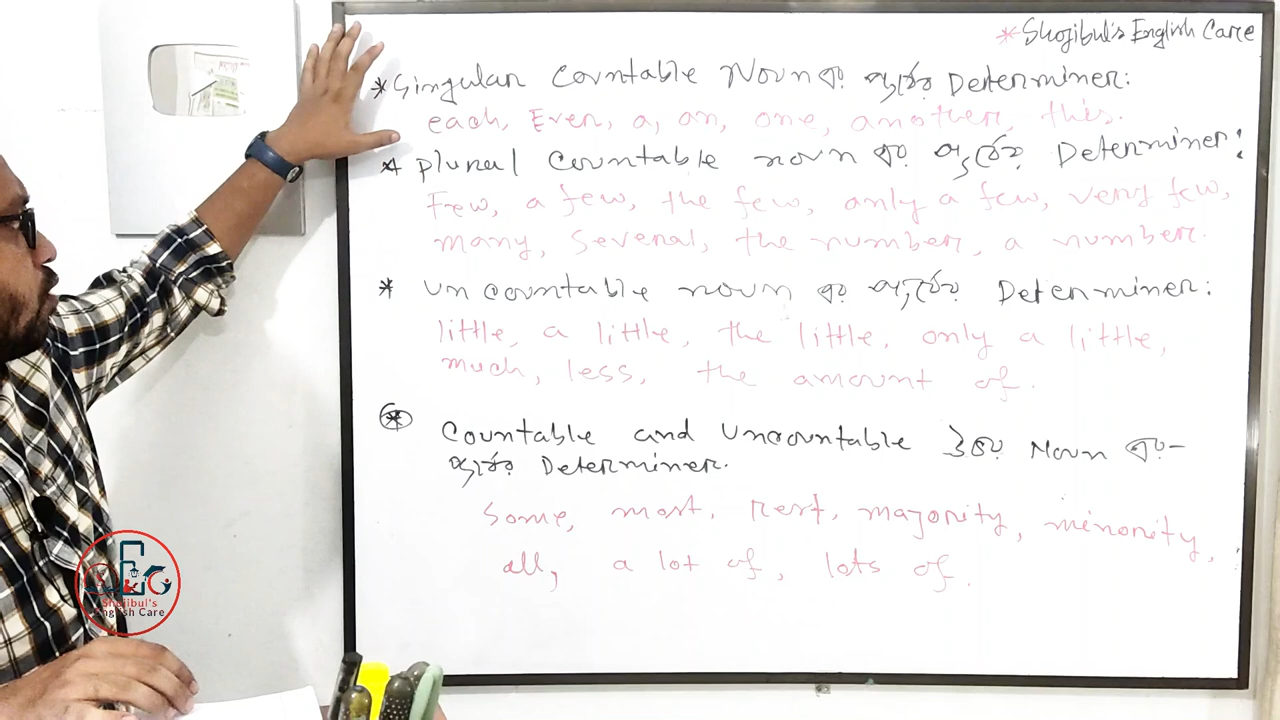 * Shojibul's English Care
* Singular Countable Noun এর পূর্বের Determiner:
each, Ever, a, an, one, another, this.
* Plural Countable noun এর পূর্বের Determiner:
Few, a few, the few, only a few, very few,
many, several, the number, a number.
* uncountable noun এর পূর্বের Determiner:
little, a little, the little, only a little,
much, less, the amount of.
* Countable and Uncountable উভয় Noun এর-
পূর্বের Determiner.
Some, most, rest, majority, minority,
all, a lot of, lots of.
Shojibul's
English Care